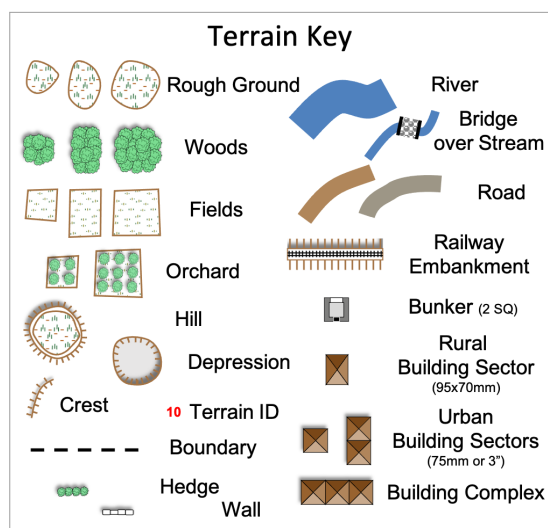 Terrain Key
Rough Ground
Woods
Fields
Orchard
Hill
Depression
Crest
10 Terrain ID
Boundary
Hedge
Wall
River
Bridge
over Stream
Road
Railway
Embankment
Bunker (2 SQ)
Rural
Building Sector
(95x70mm)
Urban
Building Sectors
(75mm or 3”)
Building Complex